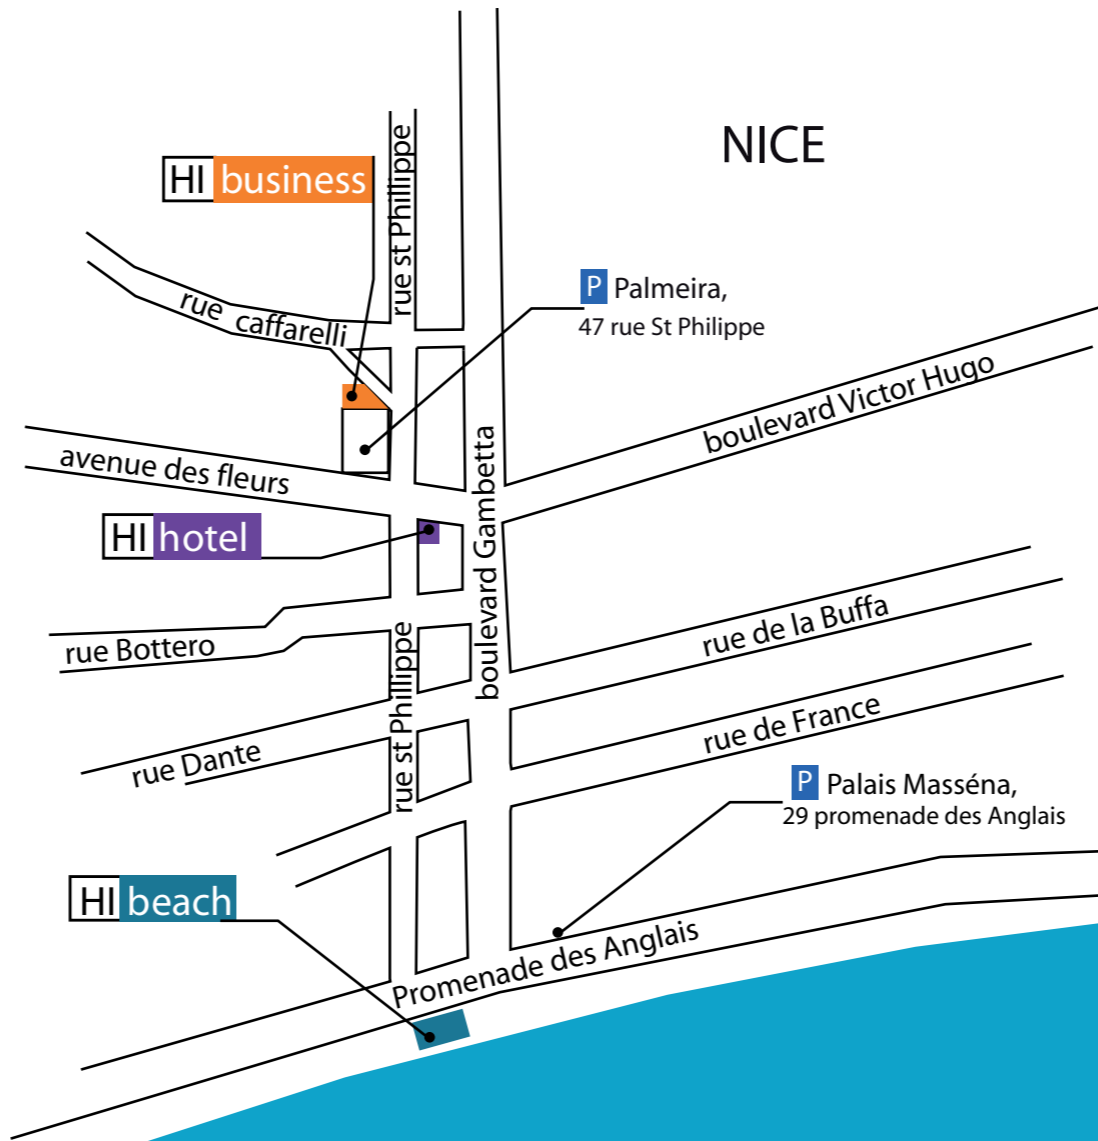 NICE
HI business
rue st Phillippe
P Palmeira,
47 rue St Philippe
rue caffarelli
boulevard Victor Hugo
avenue des fleurs
boulevard Gambetta
HI hotel
rue de la Buffa
rue Bottero
rue st Phillippe
rue de France
rue Dante
P Palais Masséna,
29 promenade des Anglais
HI beach
Promenade des Anglais